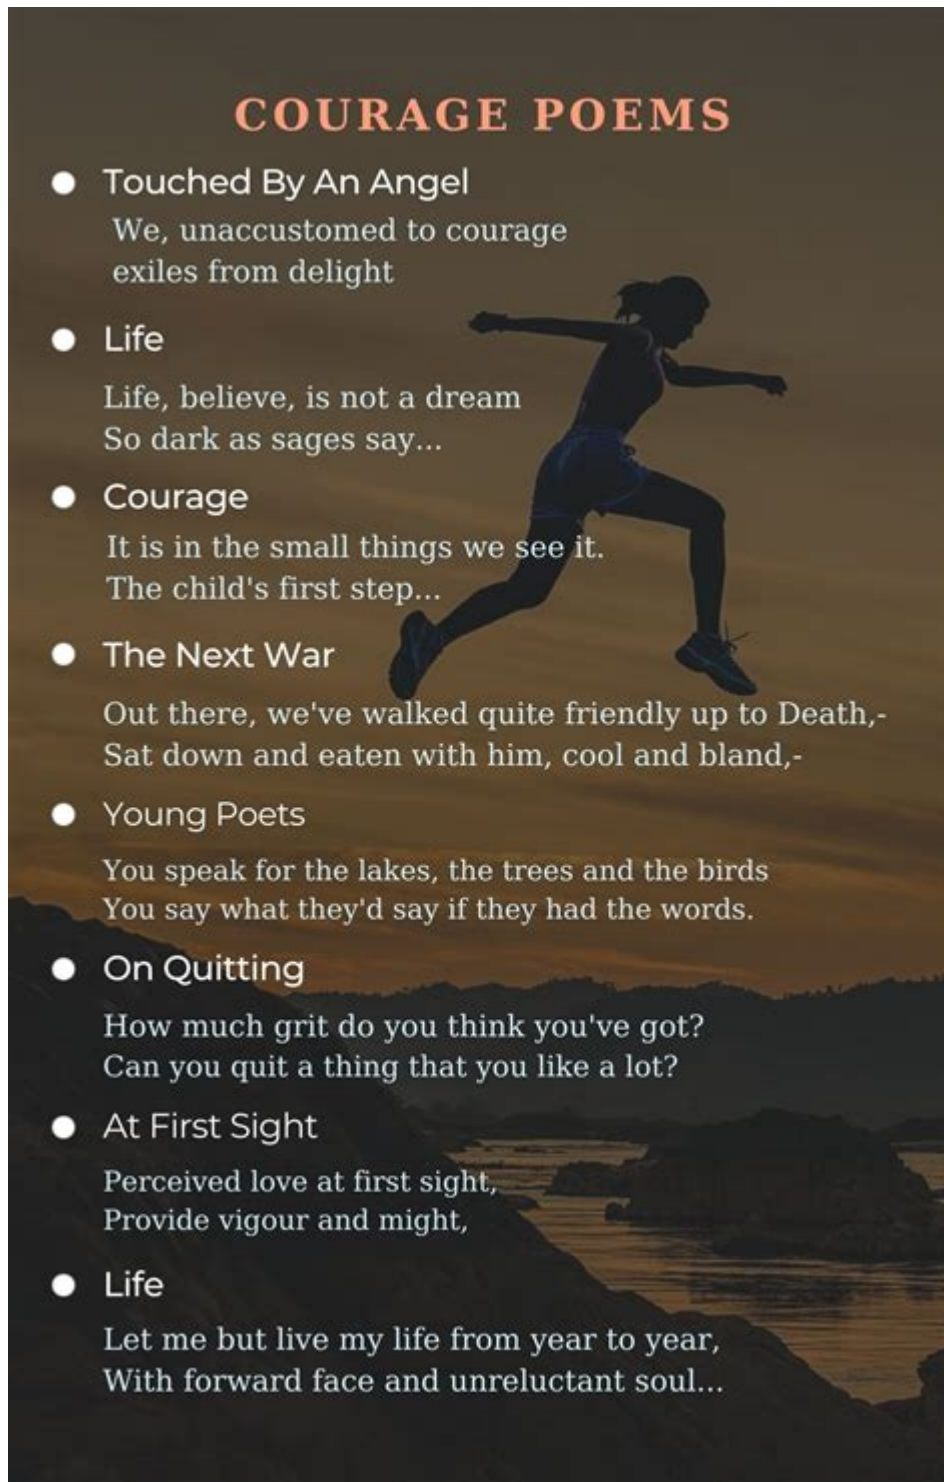 COURAGE POEMS
Touched By An Angel
We, unaccustomed to courage
exiles from delight
Life
Life, believe, is not a dream
So dark as sages say...
Courage
It is in the small things we see it.
The child's first step...
The Next War
Out there, we've walked quite friendly up to Death,-
Sat down and eaten with him, cool and bland,-
Young Poets
You speak for the lakes, the trees and the birds
You say what they'd say if they had the words.
On Quitting
How much grit do you think you've got?
Can you quit a thing that you like a lot?
At First Sight
Perceived love at first sight,
Provide vigour and might,
Life
Let me but live my life from year to year,
With forward face and unreluctant soul...